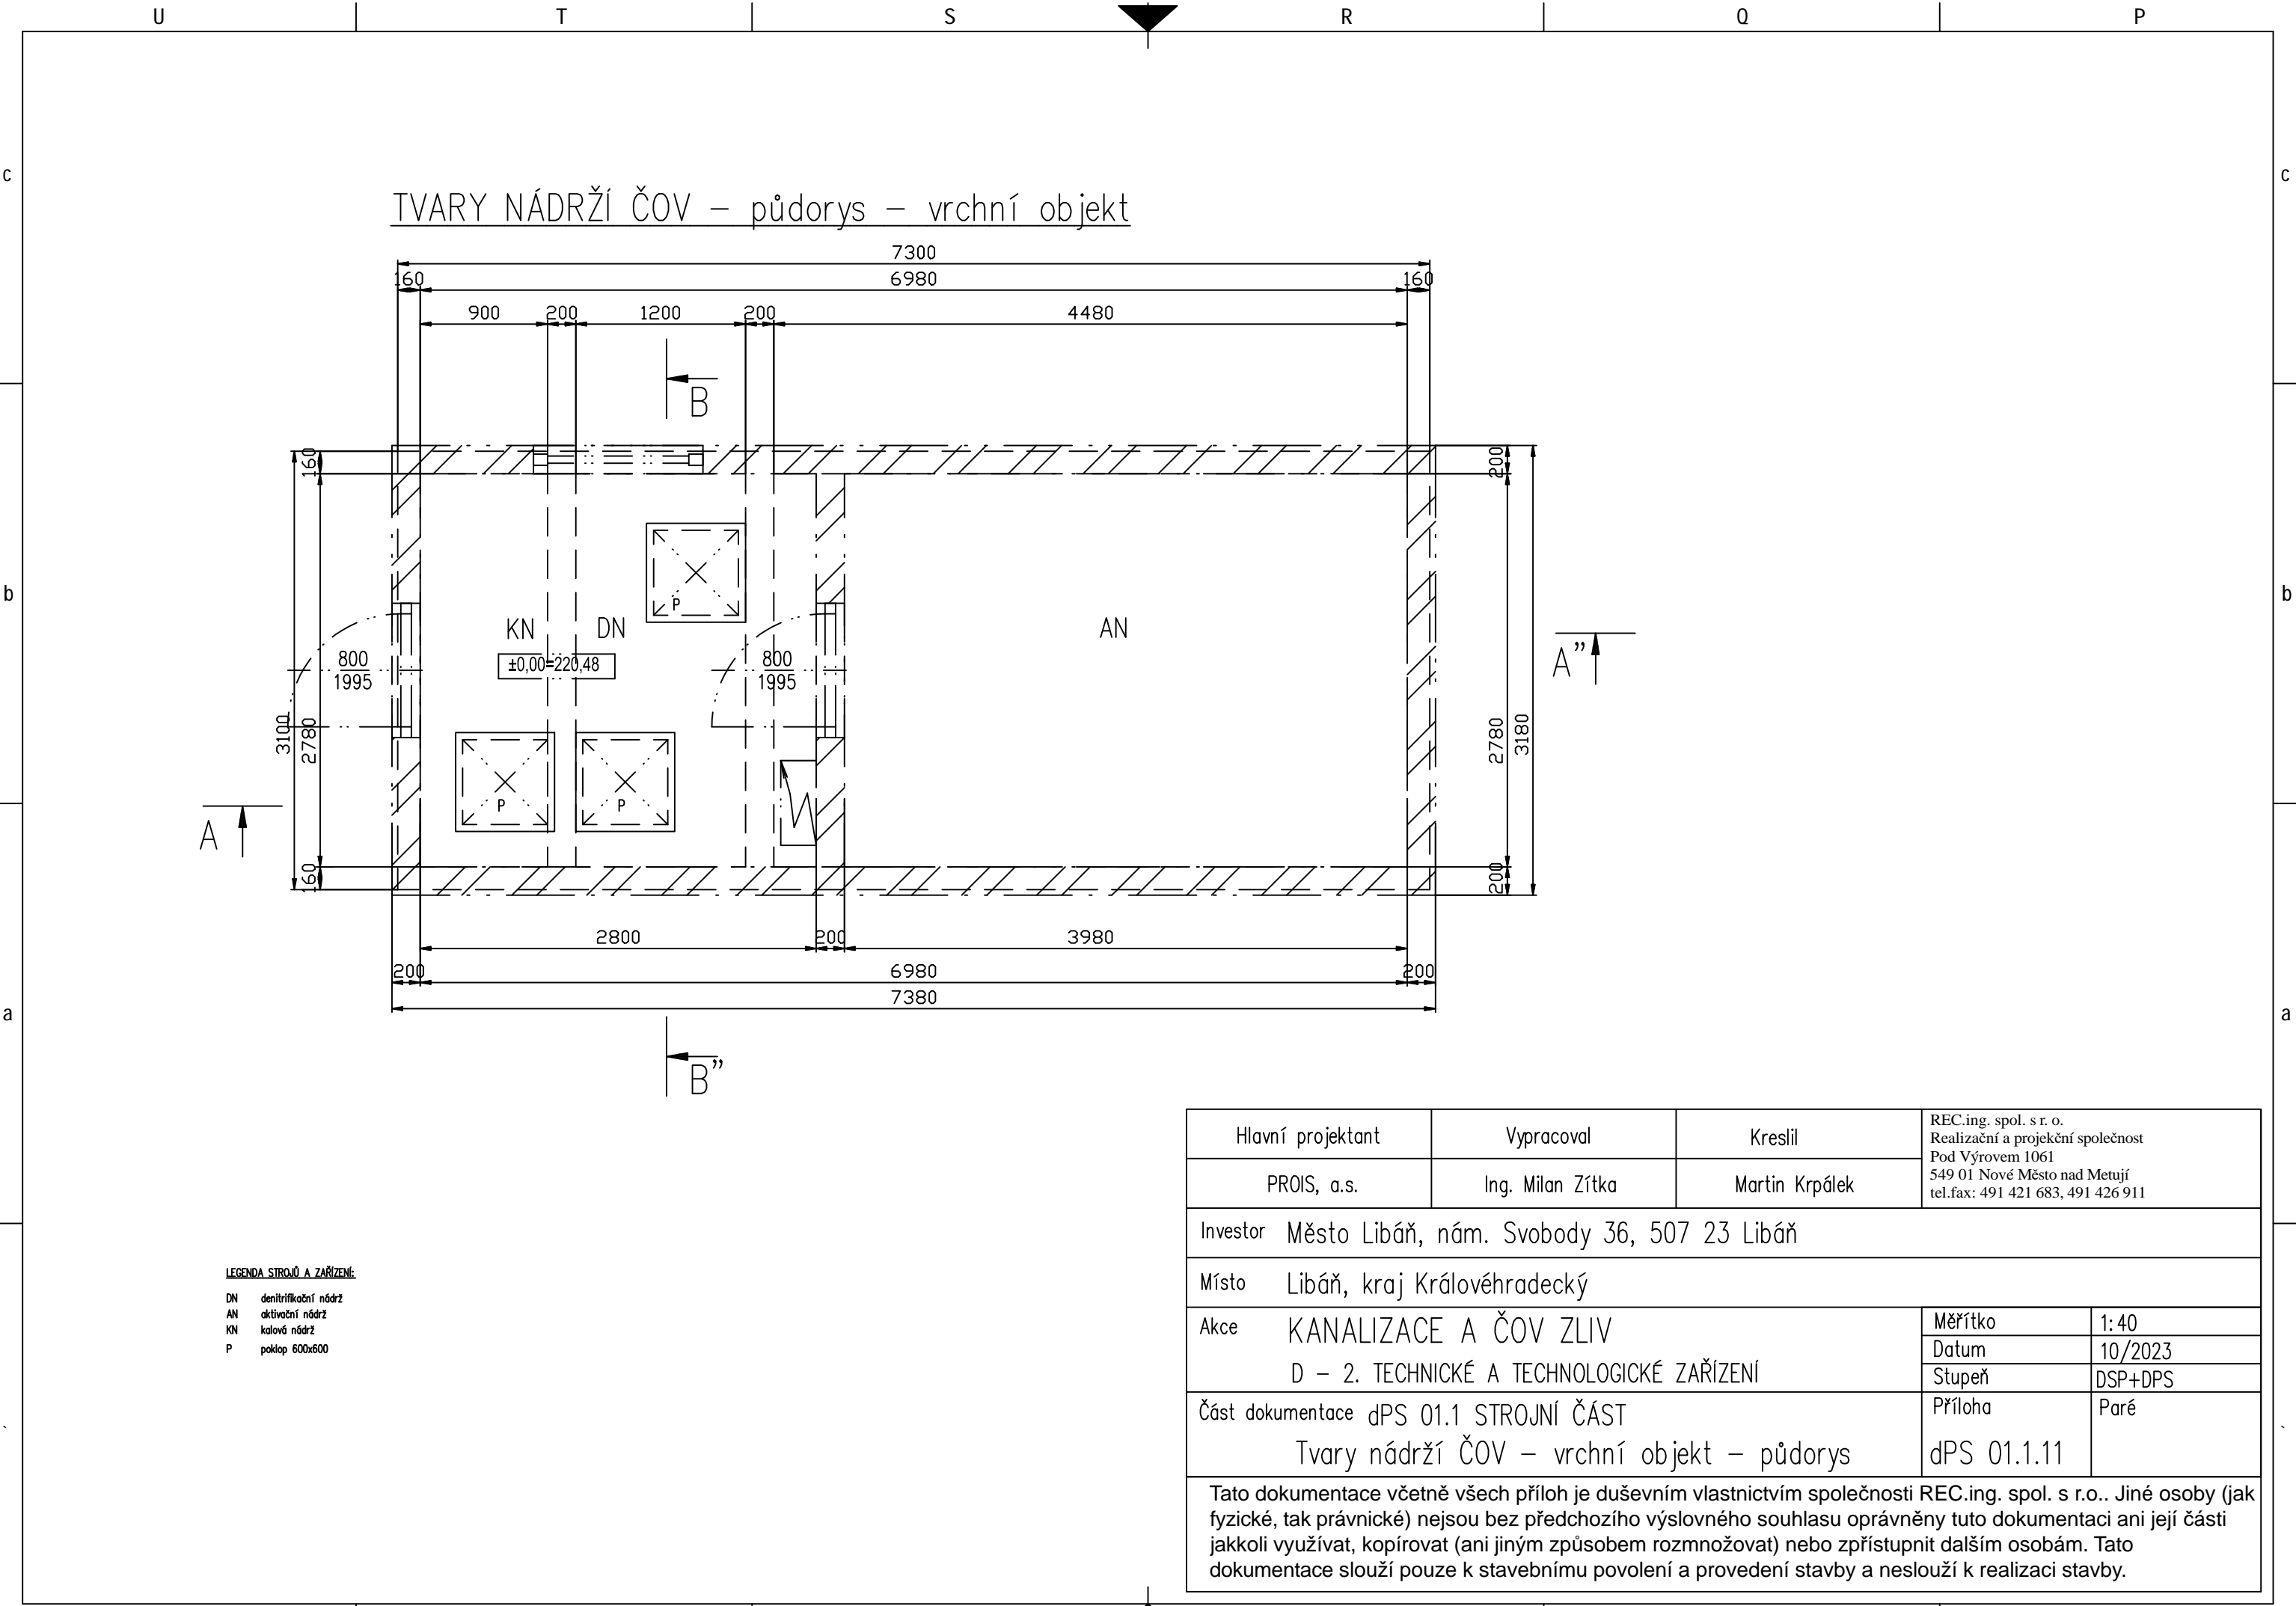 U T S R Q P
c c
TVARY NÁDRŽÍ ČOV – půdorys – vrchní objekt
7300
160 6980 160
900 200 1200 200 4480
B
160
200
P
b b
KN DN AN
±0,00=220,48
800
1995
800
1995
A”
3100
2780
2780
3180
P P
A
160
200
2800 200 3980
200 6980 200
7380
a a
B”
Hlavní projektant Vypracoval Kreslil
PROIS, a.s. Ing. Milan Zítka Martin Krpálek
REC.ing. spol. s r. o.
Realizační a projekční společnost
Pod Výrovem 1061
549 01 Nové Město nad Metují
tel.fax: 491 421 683, 491 426 911
Investor Město Libáň, nám. Svobody 36, 507 23 Libáň
Místo Libáň, kraj Královéhradecký
Akce KANALIZACE A ČOV ZLIV
D – 2. TECHNICKÉ A TECHNOLOGICKÉ ZAŘÍZENÍ
Měřítko 1:40
Datum 10/2023
Stupeň DSP+DPS
Část dokumentace dPS 01.1 STROJNÍ ČÁST
Tvary nádrží ČOV – vrchní objekt – půdorys
Příloha Paré
dPS 01.1.11
Tato dokumentace včetně všech příloh je duševním vlastnictvím společnosti REC.ing. spol. s r.o.. Jiné osoby (jak
fyzické, tak právnické) nejsou bez předchozího výslovného souhlasu oprávněny tuto dokumentaci ani její části
jakkoli využívat, kopírovat (ani jiným způsobem rozmnožovat) nebo zpřístupnit dalším osobám. Tato
dokumentace slouží pouze k stavebnímu povolení a provedení stavby a neslouží k realizaci stavby.
LEGENDA STROJŮ A ZAŘÍZENÍ:
DN denitrifikační nádrž
AN aktivační nádrž
KN kalová nádrž
P poklop 600x600